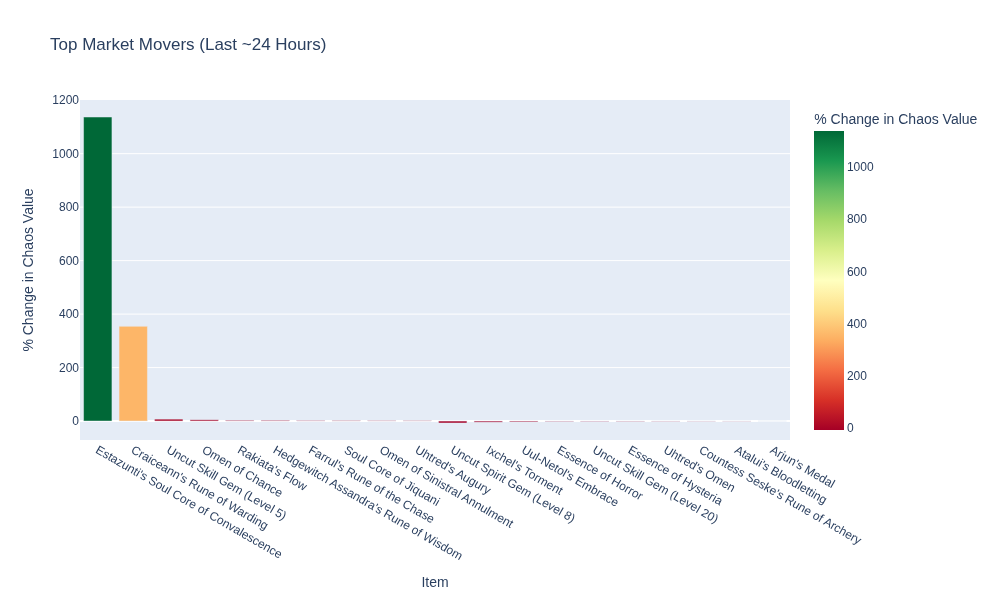 Top Market Movers (Last ~24 Hours)
% Change in Chaos Value
1200
1000
800
600
400
200
0
% Change in Chaos Value
1000
800
600
400
200
0
Estazunti's Soul Core of Convalescence
Craiceann's Rune of Warding
Uncut Skill Gem (Level 5)
Omen of Chance
Rakiata's Flow
Hedgewitch Assandra's Rune of Wisdom
Farrul's Rune of the Chase
Soul Core of Jiquani
Omen of Sinistral Annulment
Uhtred's Augury
Uncut Spirit Gem (Level 8)
Ixchel's Torment
Uul-Netol's Embrace
Essence of Horror
Uncut Skill Gem (Level 20)
Essence of Hysteria
Uhtred's Omen
Countess Seske's Rune of Archery
Atalui's Bloodletting
Arjun's Medal
Item